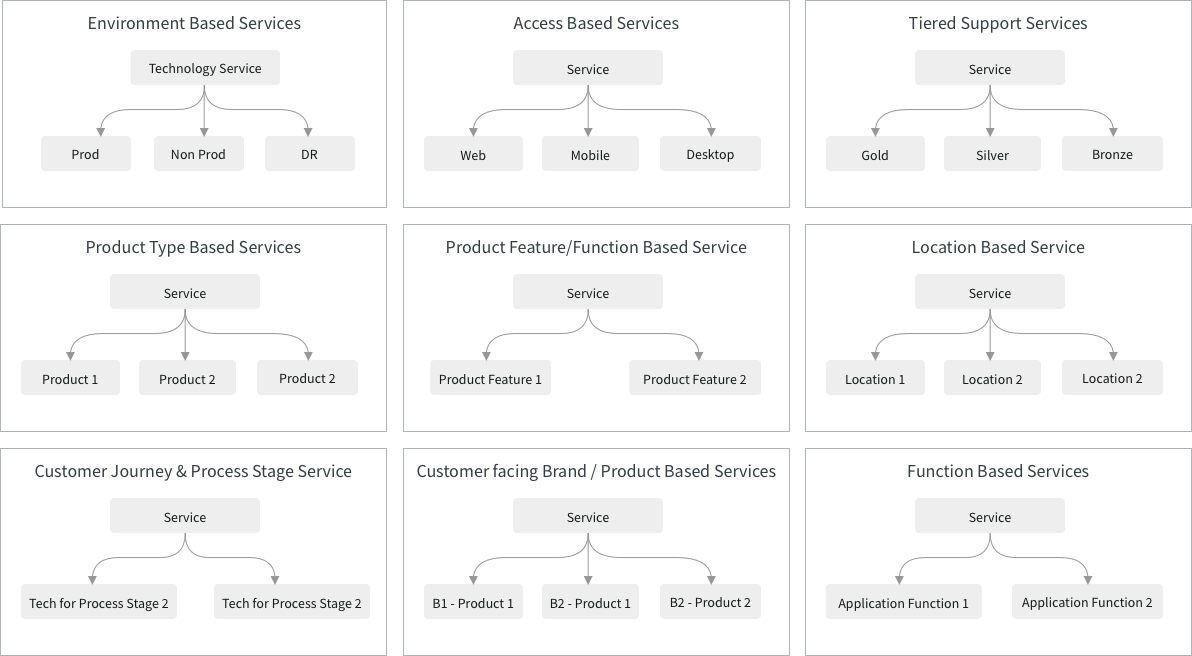 Environment Based Services
Technology Service
Prod
Non Prod
DR
Access Based Services
Service
Web
Mobile
Desktop
Tiered Support Services
Service
Gold
Silver
Bronze
Product Type Based Services
Service
Product 1
Product 2
Product 2
Product Feature/Function Based Service
Service
Product Feature 1
Product Feature 2
Location Based Service
Service
Location 1
Location 2
Location 2
Customer Journey & Process Stage Service
Service
Tech for Process Stage 2
Tech for Process Stage 2
Customer facing Brand / Product Based Services
Service
B1 - Product 1
B2 - Product 1
B2 - Product 2
Function Based Services
Service
Application Function 1
Application Function 2